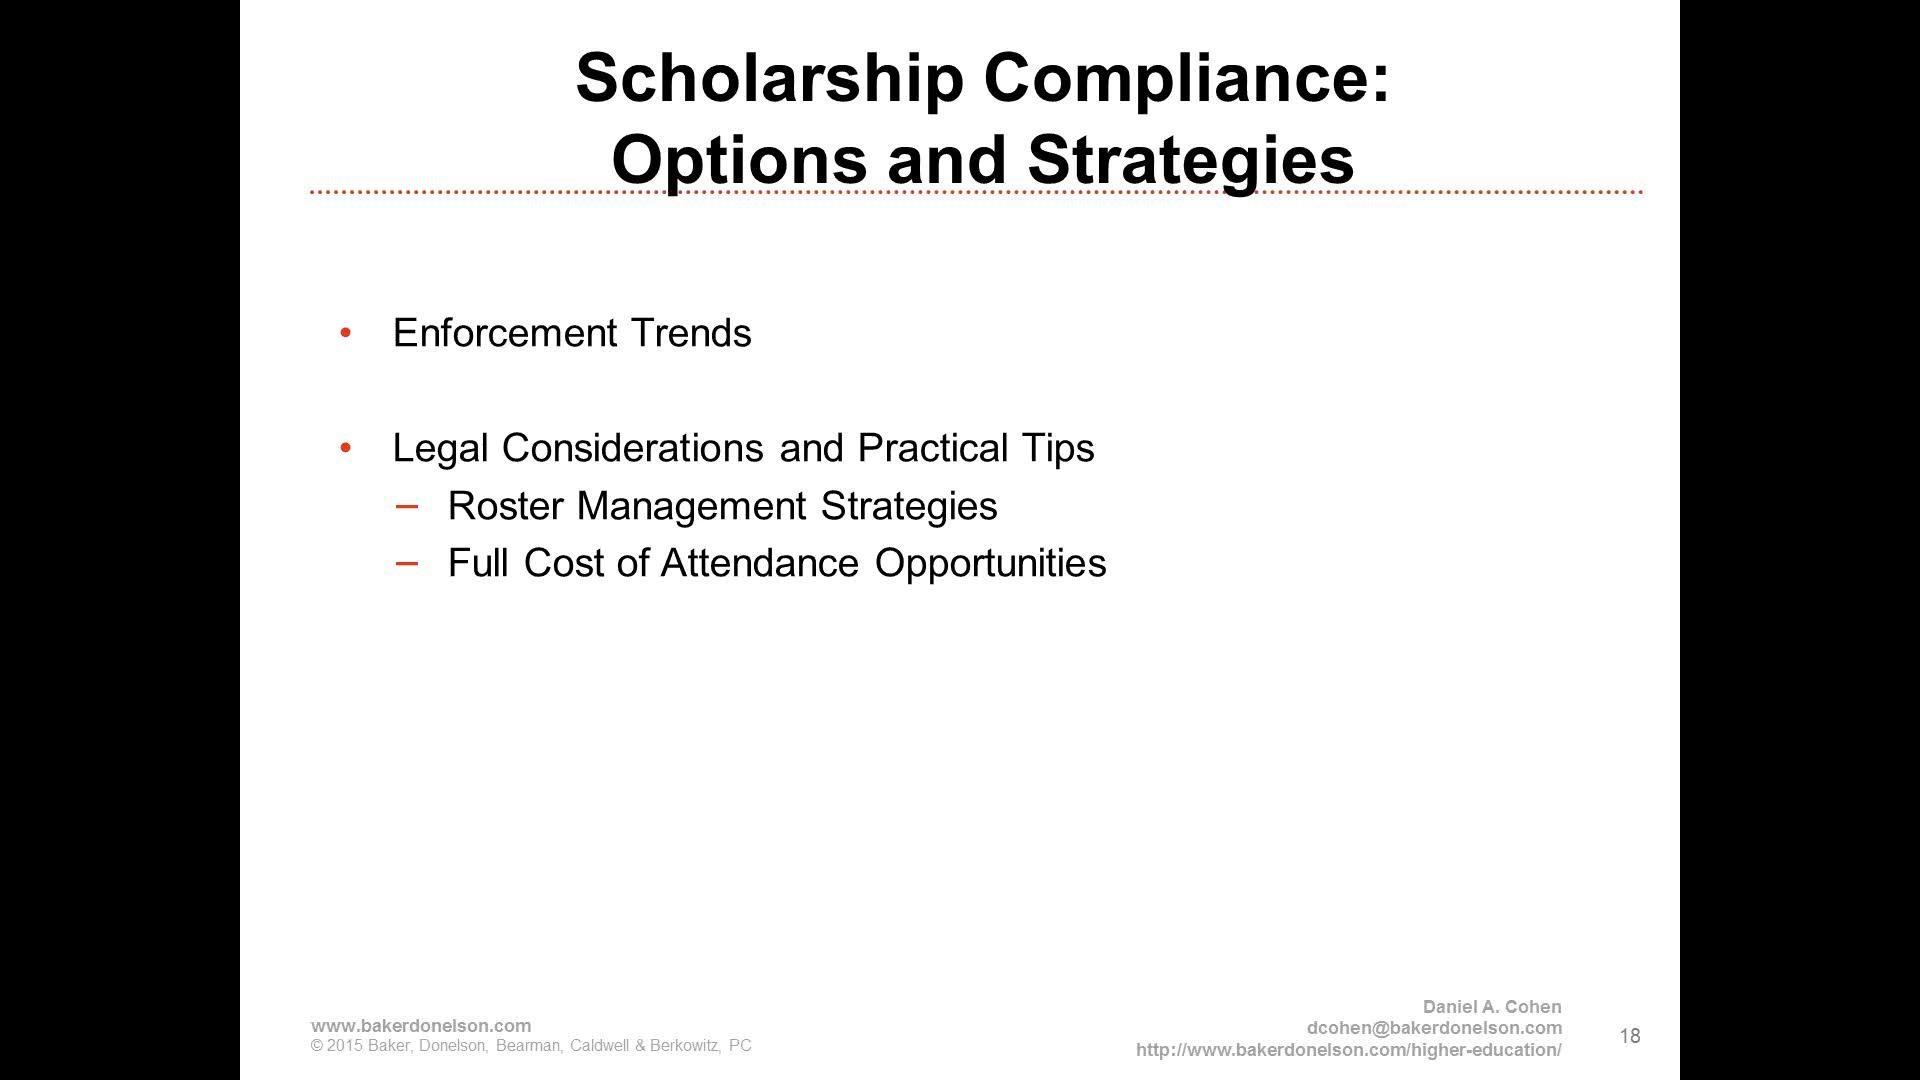 Scholarship Compliance:
Options and Strategies
• Enforcement Trends
• Legal Considerations and Practical Tips
– Roster Management Strategies
– Full Cost of Attendance Opportunities
www.bakerdonelson.com
© 2015 Baker, Donelson, Bearman, Caldwell & Berkowitz, PC
Daniel A. Cohen
dcohen@bakerdonelson.com
http://www.bakerdonelson.com/higher-education/
18